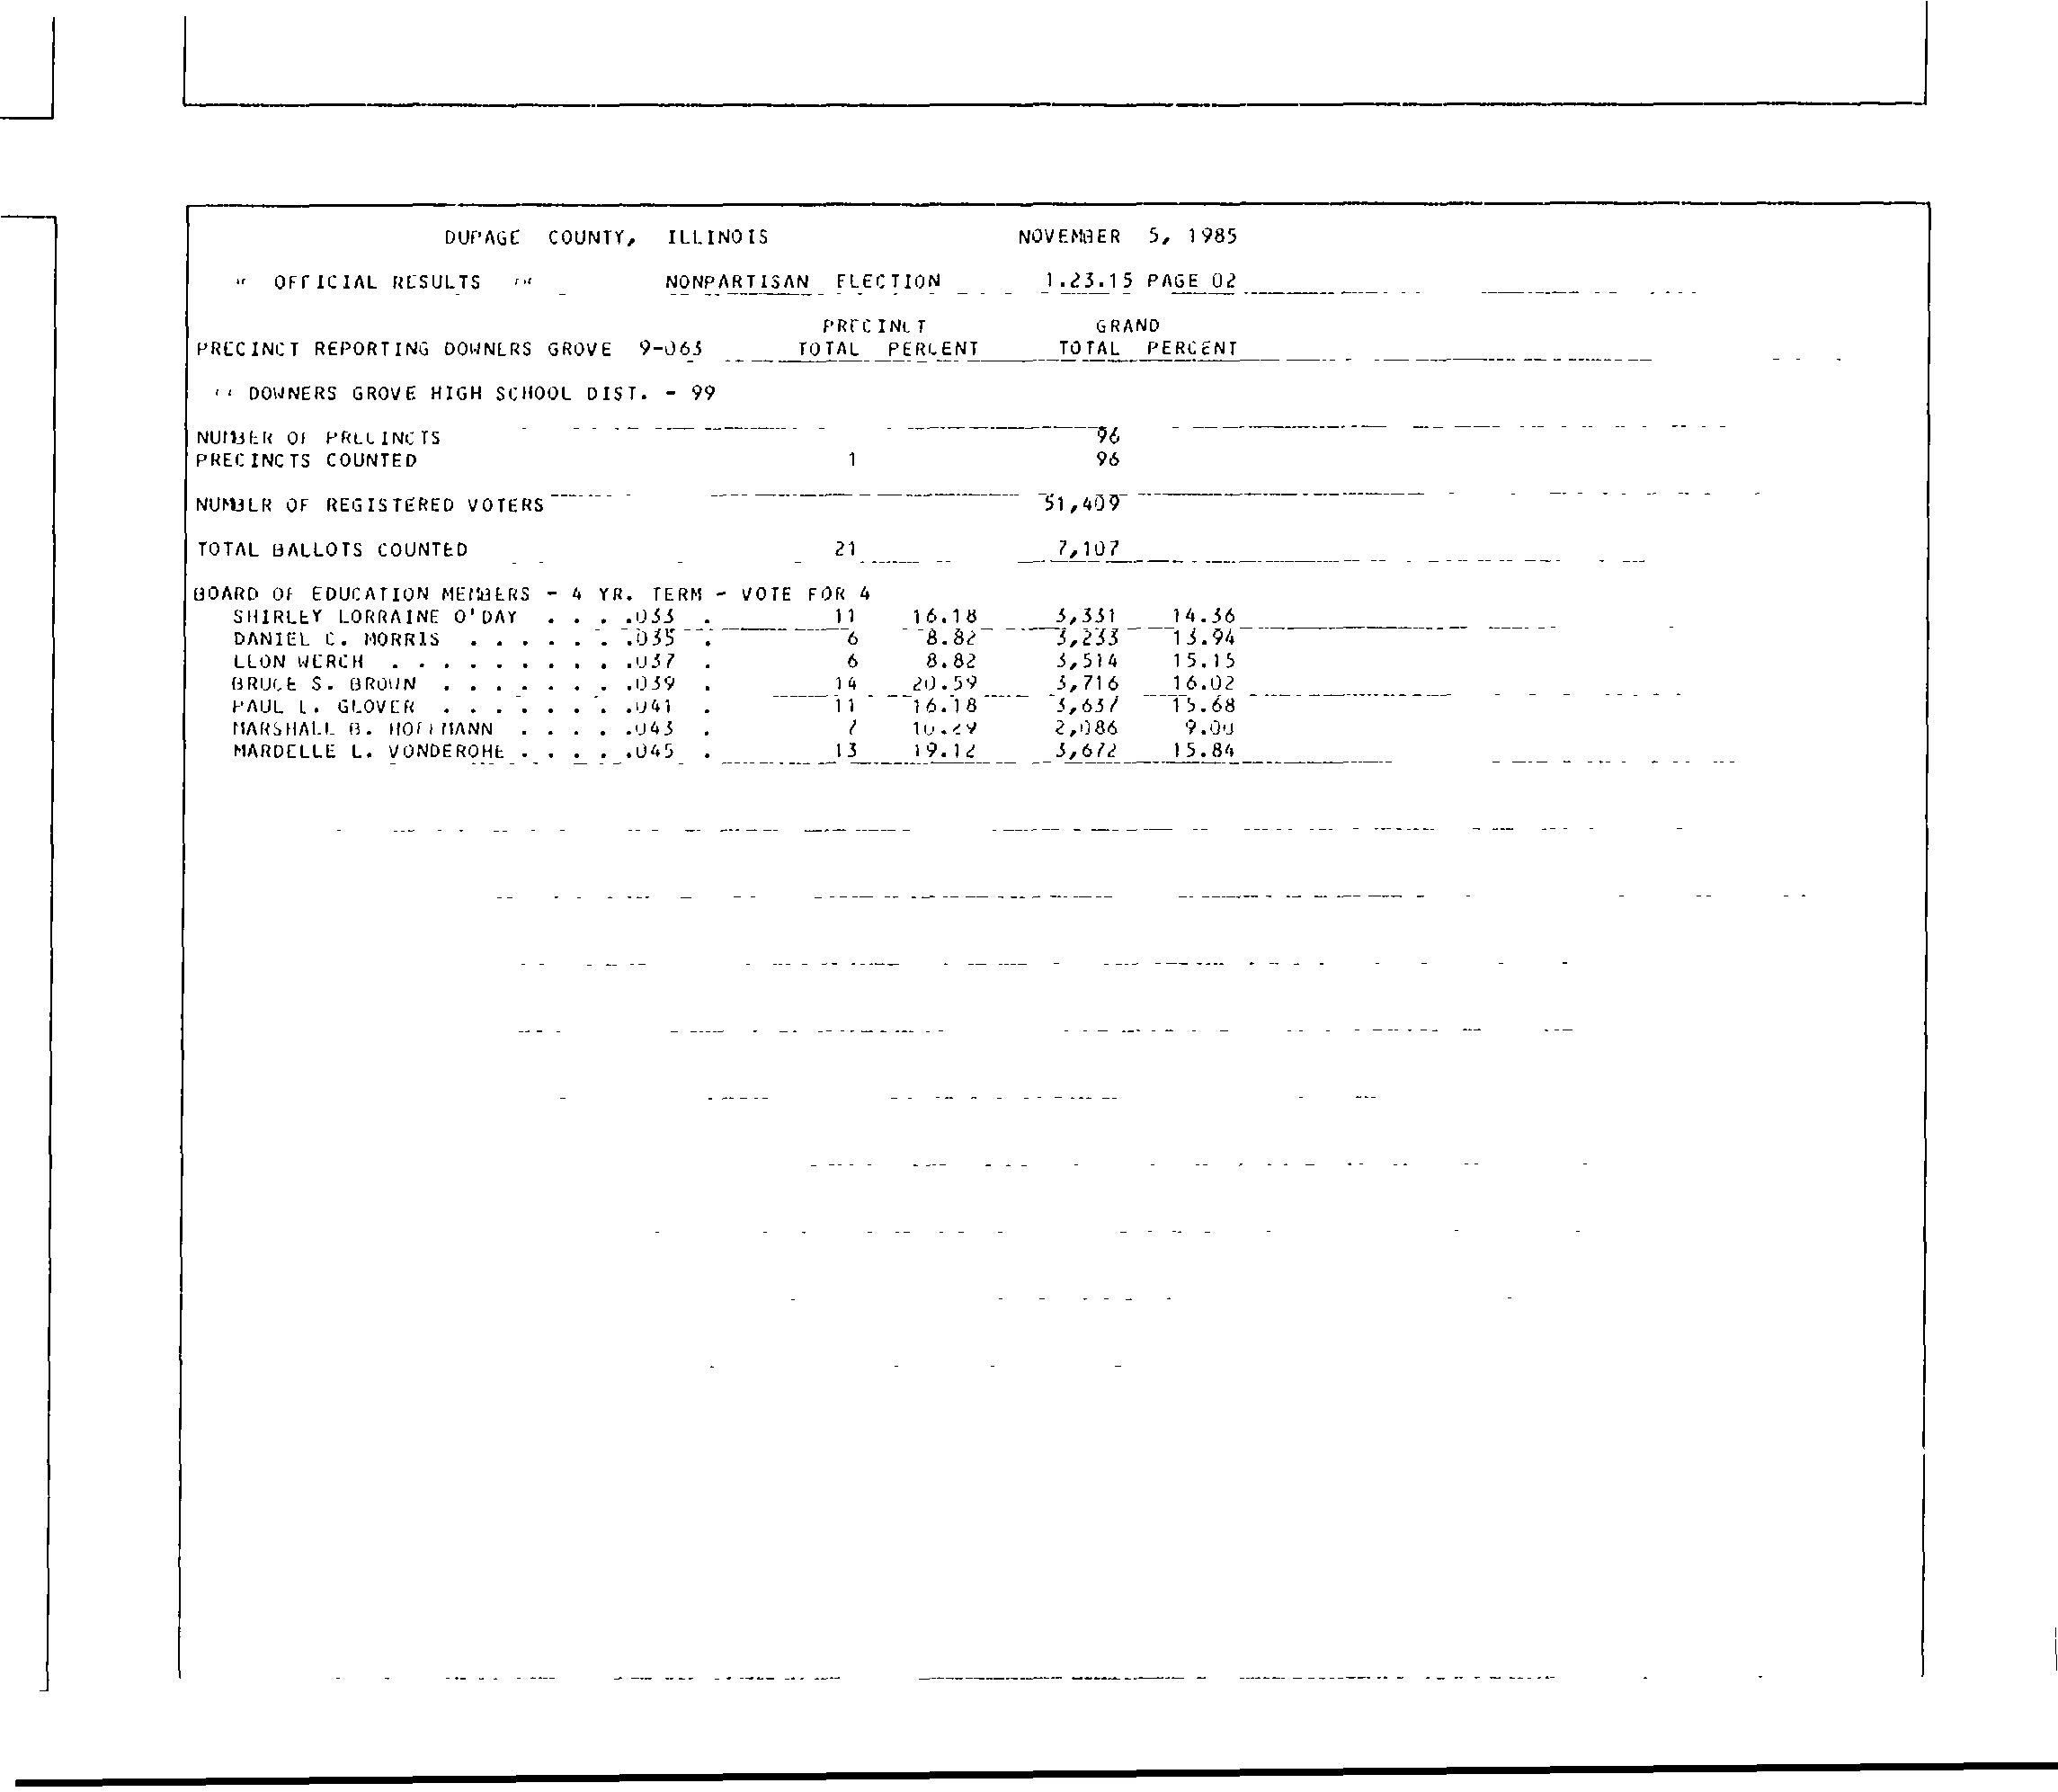 DUPAGE COUNTY, ILLINOIS NOVEMBER 5, 1985
OFFICIAL RESULTS NONPARTISAN ELECTION 1.23.15 PAGE 02
PRECINCT GRAND
PRECINCT REPORTING DOWNERS GROVE 9-063 TOTAL PERCENT TOTAL PERCENT
DOWNERS GROVE HIGH SCHOOL DIST. - 99
NUMBER OF PRECINCTS 96
PRECINCTS COUNTED 1 96
NUMBER OF REGISTERED VOTERS 51,409
TOTAL BALLOTS COUNTED 21 7,107
BOARD OF EDUCATION MEMBERS - 4 YR. TERM - VOTE FOR 4
SHIRLEY LORRAINE O'DAY . . . .033 . 11 16.18 3,331 14.36
DANIEL C. MORRIS . . . . . . .035 . 6 8.82 3,233 13.94
LEON WERCH . . . . . . . . . .037 . 6 8.82 3,514 15.15
BRUCE S. BROWN . . . . . . . .039 . 14 20.59 3,716 16.02
PAUL L. GLOVER . . . . . . . .041 . 11 16.18 3,637 15.68
MARSHALL B. HOFFMANN . . . . .043 . 7 10.29 2,086 9.00
MARDELLE L. VONDEROHE . . . . .045 . 13 19.12 3,672 15.84